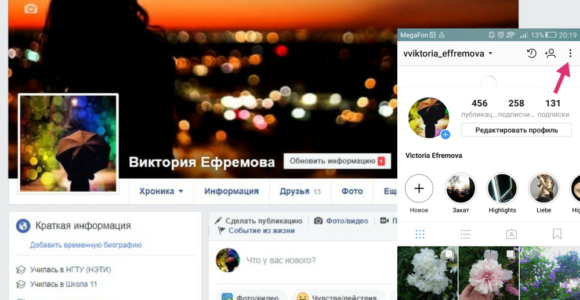 Виктория Ефремова
Обновить информацию 1
Хроника
Информация
Друзья 13
Фото
Краткая информация
Добавить временную биографию
Училась в НГТУ (НЭТИ)
Училась в Школа 11
Сделать публикацию
Фото/видео
Событие из жизни
Что у вас нового?
Фото/видео
Чувства/действия
MegaFon
13%
20:19
vviktoria_effremova
456 258 131
публикац... подписчи... подписки
Редактировать профиль
Victoria Efremova
Новое Закат Highlights Liebe